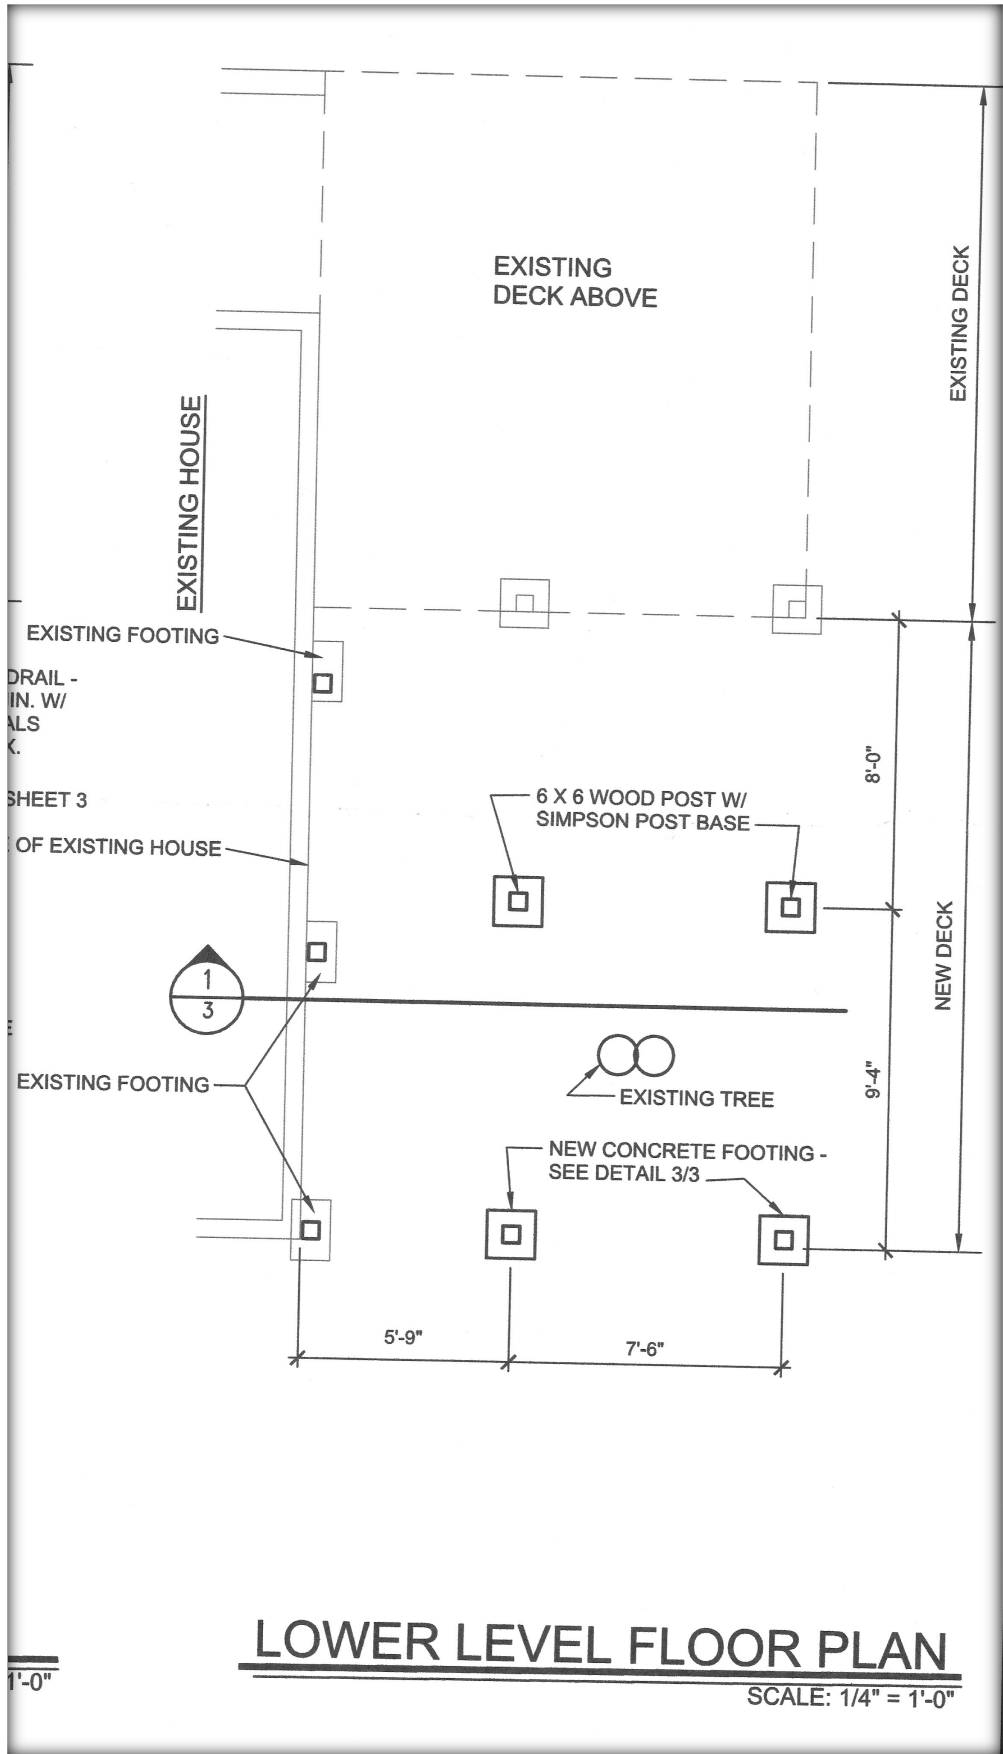 EXISTING
DECK ABOVE
EXISTING DECK
EXISTING HOUSE
EXISTING FOOTING
DRAIL -
IN. W/
ALS
X.
SHEET 3
OF EXISTING HOUSE
6 X 6 WOOD POST W/
SIMPSON POST BASE
8'-0"
NEW DECK
1
3
9'-4"
EXISTING TREE
EXISTING FOOTING
NEW CONCRETE FOOTING -
SEE DETAIL 3/3
5'-9"
7'-6"
LOWER LEVEL FLOOR PLAN
1'-0"
SCALE: 1/4" = 1'-0"